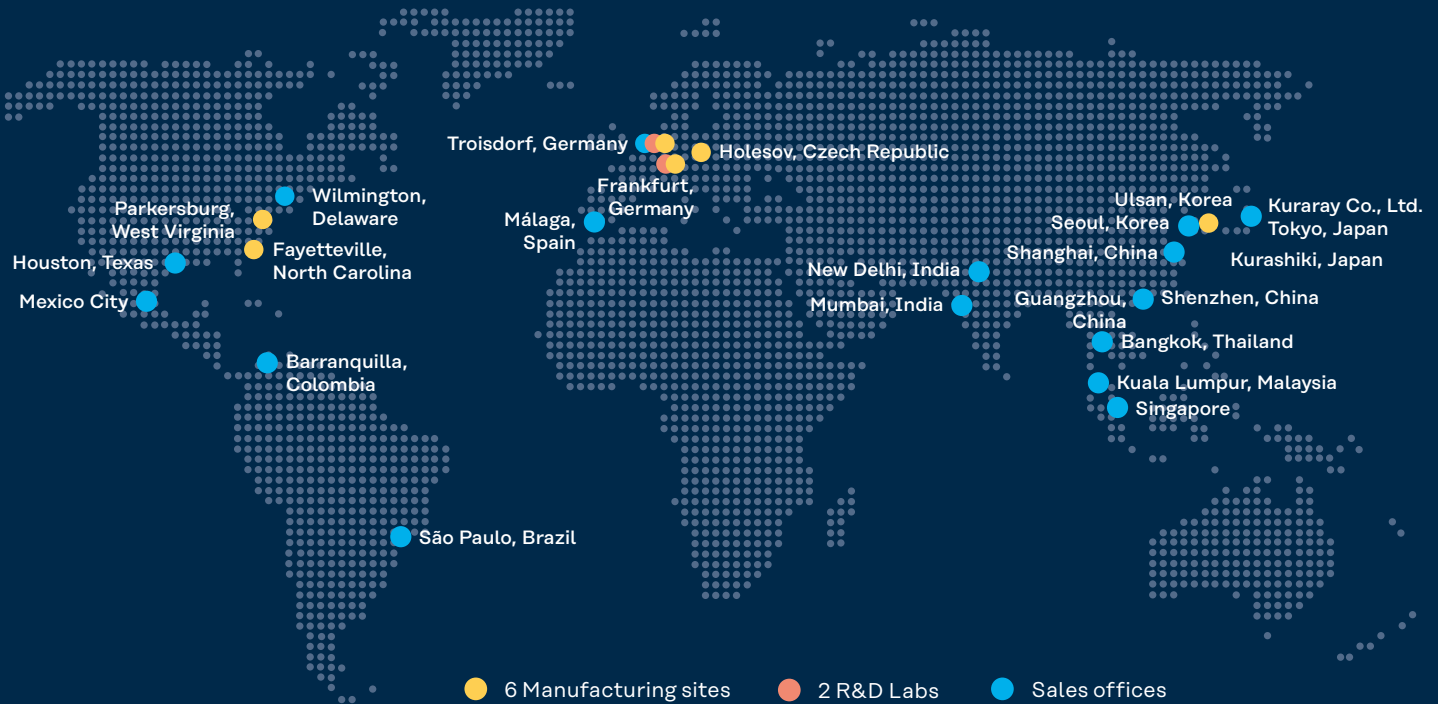 Troisdorf, Germany
Holesov, Czech Republic
Frankfurt,
Germany
Wilmington,
Delaware
Parkersburg,
West Virginia
Fayetteville,
North Carolina
Houston, Texas
Mexico City
Barranquilla,
Colombia
São Paulo, Brazil
Málaga,
Spain
Ulsan, Korea
Seoul, Korea
Kuraray Co., Ltd.
Tokyo, Japan
Kurashiki, Japan
Shanghai, China
New Delhi, India
Mumbai, India
Guangzhou,
China
Shenzhen, China
Bangkok, Thailand
Kuala Lumpur, Malaysia
Singapore
6 Manufacturing sites
2 R&D Labs
Sales offices